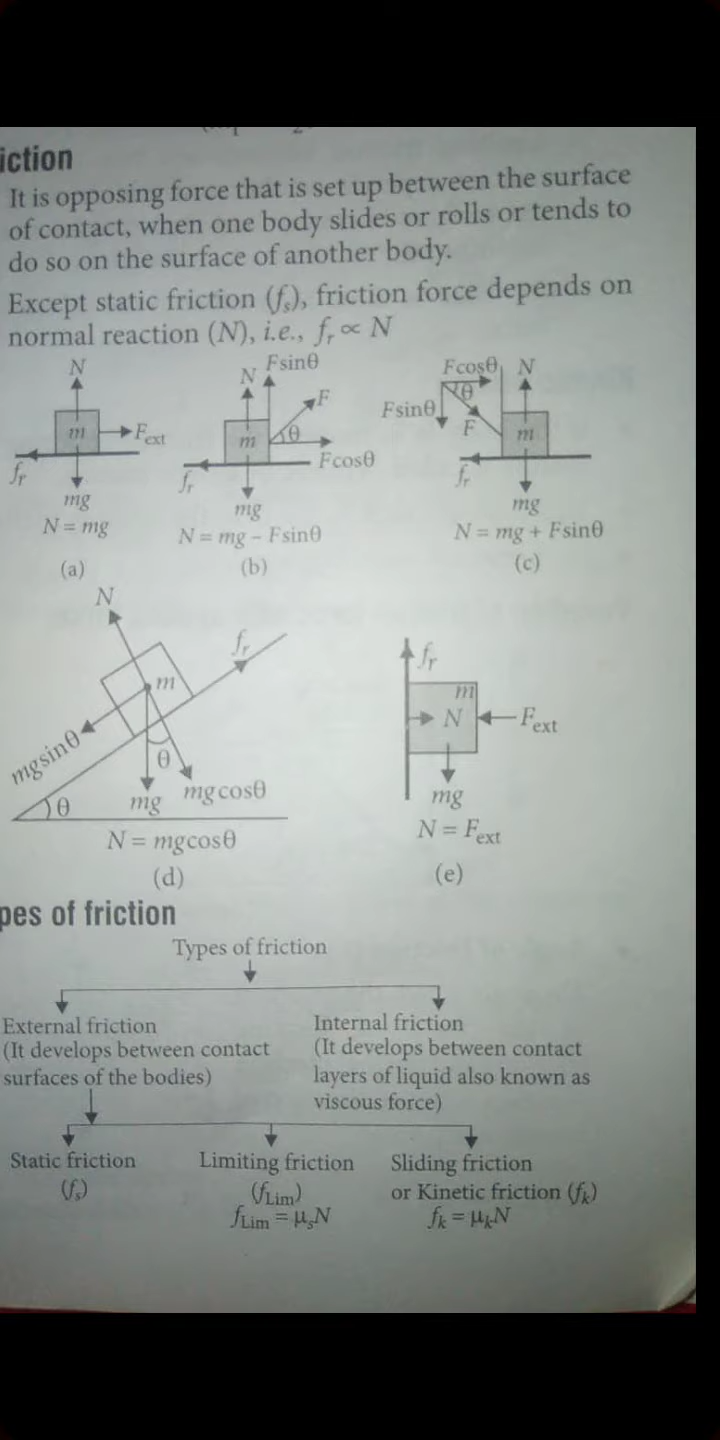 iction
It is opposing force that is set up between the surface
of contact, when one body slides or rolls or tends to
do so on the surface of another body.
Except static friction (fₛ), friction force depends on
normal reaction (N), i.e., fᵣ ∝ N
N
m
F_ext
fᵣ
mg
N = mg
(a)
N
Fsinθ
F
m
θ
Fcosθ
fᵣ
mg
N = mg – Fsinθ
(b)
Fcosθ
N
θ
Fsinθ
F
m
fᵣ
mg
N = mg + Fsinθ
(c)
N
fᵣ
m
mgsinθ
θ
θ
mg
mgcosθ
N = mgcosθ
(d)
fᵣ
m
N
F_ext
mg
N = F_ext
(e)
pes of friction
Types of friction
External friction
(It develops between contact
surfaces of the bodies)
Internal friction
(It develops between contact
layers of liquid also known as
viscous force)
Static friction
(fₛ)
Limiting friction
(f_Lim)
f_Lim = μₛN
Sliding friction
or Kinetic friction (fₖ)
fₖ = μₖN